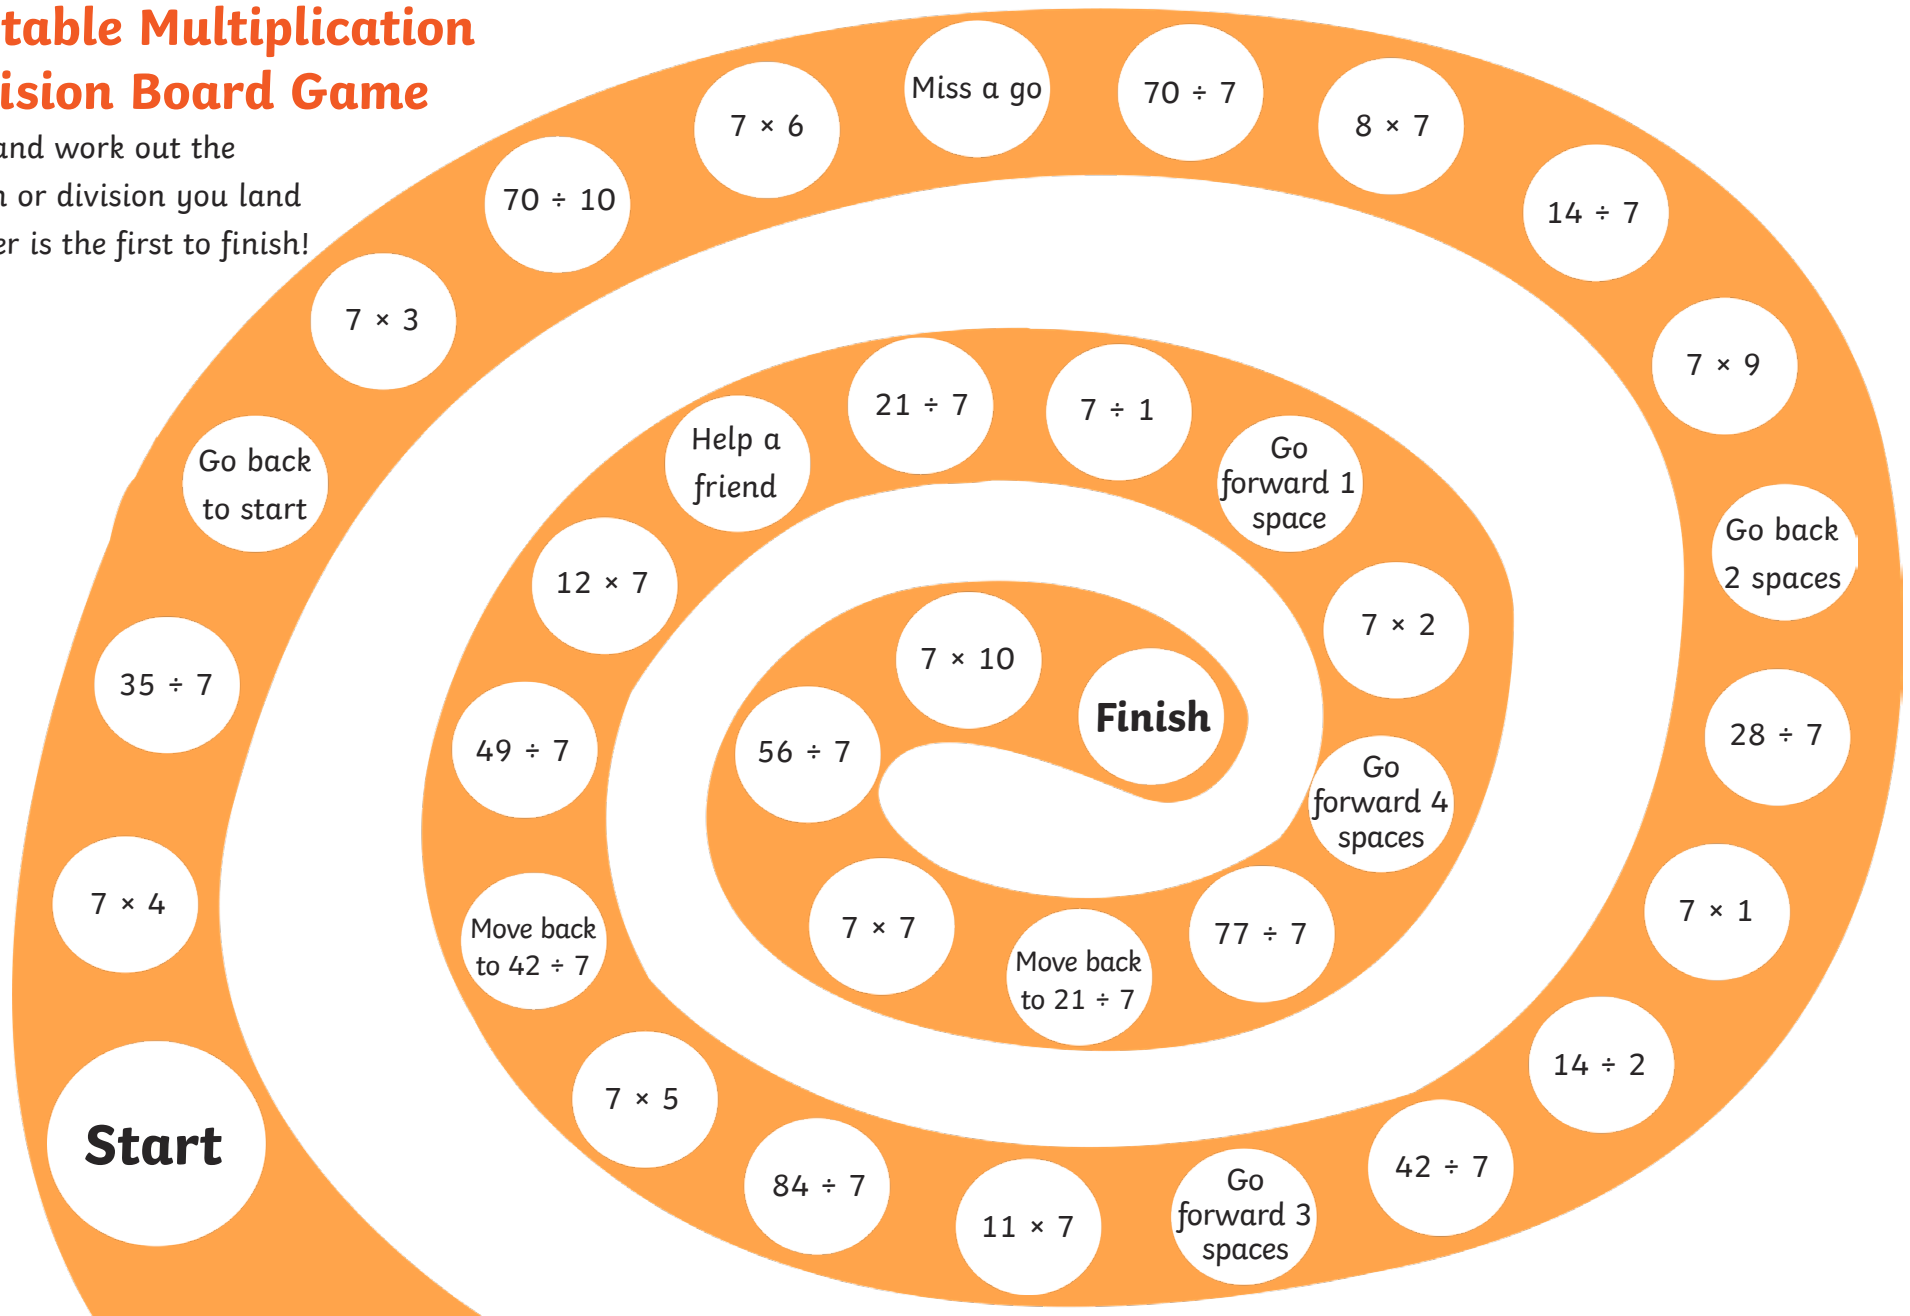 table Multiplication
ision Board Game
and work out the
or division you land
er is the first to finish!
Start
7 × 4
35 ÷ 7
Go back
to start
7 × 3
70 ÷ 10
7 × 6
Miss a go
70 ÷ 7
8 × 7
14 ÷ 7
7 × 9
Go back
2 spaces
28 ÷ 7
7 × 1
14 ÷ 2
42 ÷ 7
Go
forward 3
spaces
11 × 7
84 ÷ 7
7 × 5
Move back
to 42 ÷ 7
49 ÷ 7
12 × 7
Help a
friend
21 ÷ 7
7 ÷ 1
Go
forward 1
space
7 × 2
Go
forward 4
spaces
77 ÷ 7
Move back
to 21 ÷ 7
7 × 7
56 ÷ 7
7 × 10
Finish